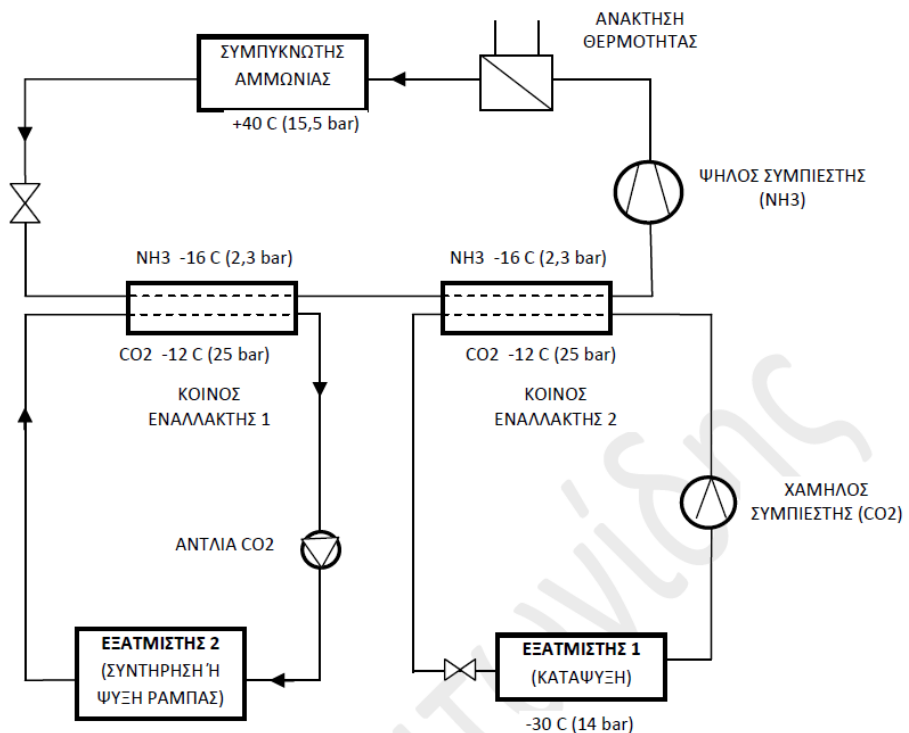 ΑΝΑΚΤΗΣΗ
ΘΕΡΜΟΤΗΤΑΣ
ΣΥΜΠΥΚΝΩΤΗΣ
ΑΜΜΩΝΙΑΣ
+40 C (15,5 bar)
ΨΗΛΟΣ ΣΥΜΠΙΕΣΤΗΣ
(NH3)
NH3 -16 C (2,3 bar)
NH3 -16 C (2,3 bar)
CO2 -12 C (25 bar)
CO2 -12 C (25 bar)
ΚΟΙΝΟΣ
ΕΝΑΛΛΑΚΤΗΣ 1
ΚΟΙΝΟΣ
ΕΝΑΛΛΑΚΤΗΣ 2
ΧΑΜΗΛΟΣ
ΣΥΜΠΙΕΣΤΗΣ (CO2)
ΑΝΤΛΙΑ CO2
ΕΞΑΤΜΙΣΤΗΣ 2
(ΣΥΝΤΗΡΗΣΗ Ή
ΨΥΞΗ ΡΑΜΠΑΣ)
ΕΞΑΤΜΙΣΤΗΣ 1
(ΚΑΤΑΨΥΞΗ)
-30 C (14 bar)